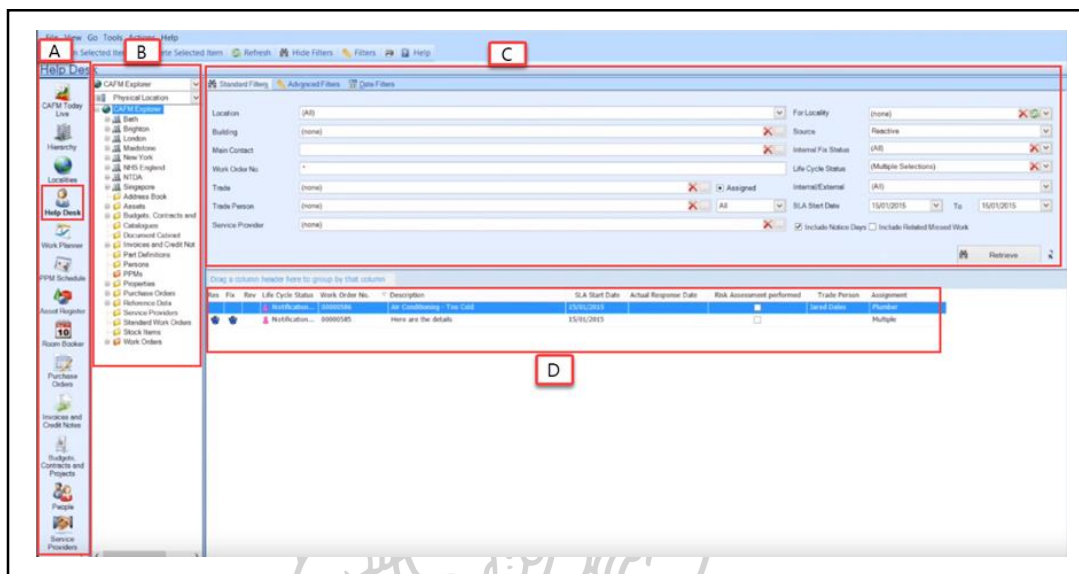 File View Go Tools Actions Help
Selected Item
Selected Item Refresh Hide Filters Filters Help
A
B
C
Help Desk
CAFM Today Live
Hierarchy
Localities
Help Desk
Work Planner
PPM Schedule
Asset Register
10
Room Booker
Purchase Orders
Invoices and Credit Notes
Budgets, Contracts and Projects
People
Service Providers
CAFM Explorer
Physical Location
CAFM Explorer
Bath
Brighton
London
Maidstone
New York
NHS England
NTDA
Singapore
Address Book
Assets
Budgets, Contracts and
Catalogues
Document Cabinet
Invoices and Credit Not
Part Definitions
Persons
PPMs
Properties
Purchase Orders
Reference Data
Service Providers
Standard Work Orders
Stock Items
Work Orders
Standard Filters Advanced Filters Date Filters
Location (All) For Locality (none)
Building (none) Source Reactive
Main Contact Internal Fix Status (All)
Work Order No * Life Cycle Status (Multiple Selections)
Trade (none) Assigned Internal/External (All)
Trade Person (none) All SLA Start Date 15/01/2015 To 15/01/2015
Service Provider (none) Include Notice Days Include Related Missed Work
Retrieve
Drag a column header here to group by that column
Res Fix Rev Life Cycle Status Work Order No. Description SLA Start Date Actual Response Date Risk Assessment performed Trade Person Assignment
Notification... 00000584 Air Conditioning - Too Cold 15/01/2015 Jared Dales Plumber
Notification... 00000585 Here are the details 15/01/2015 Multiple
D